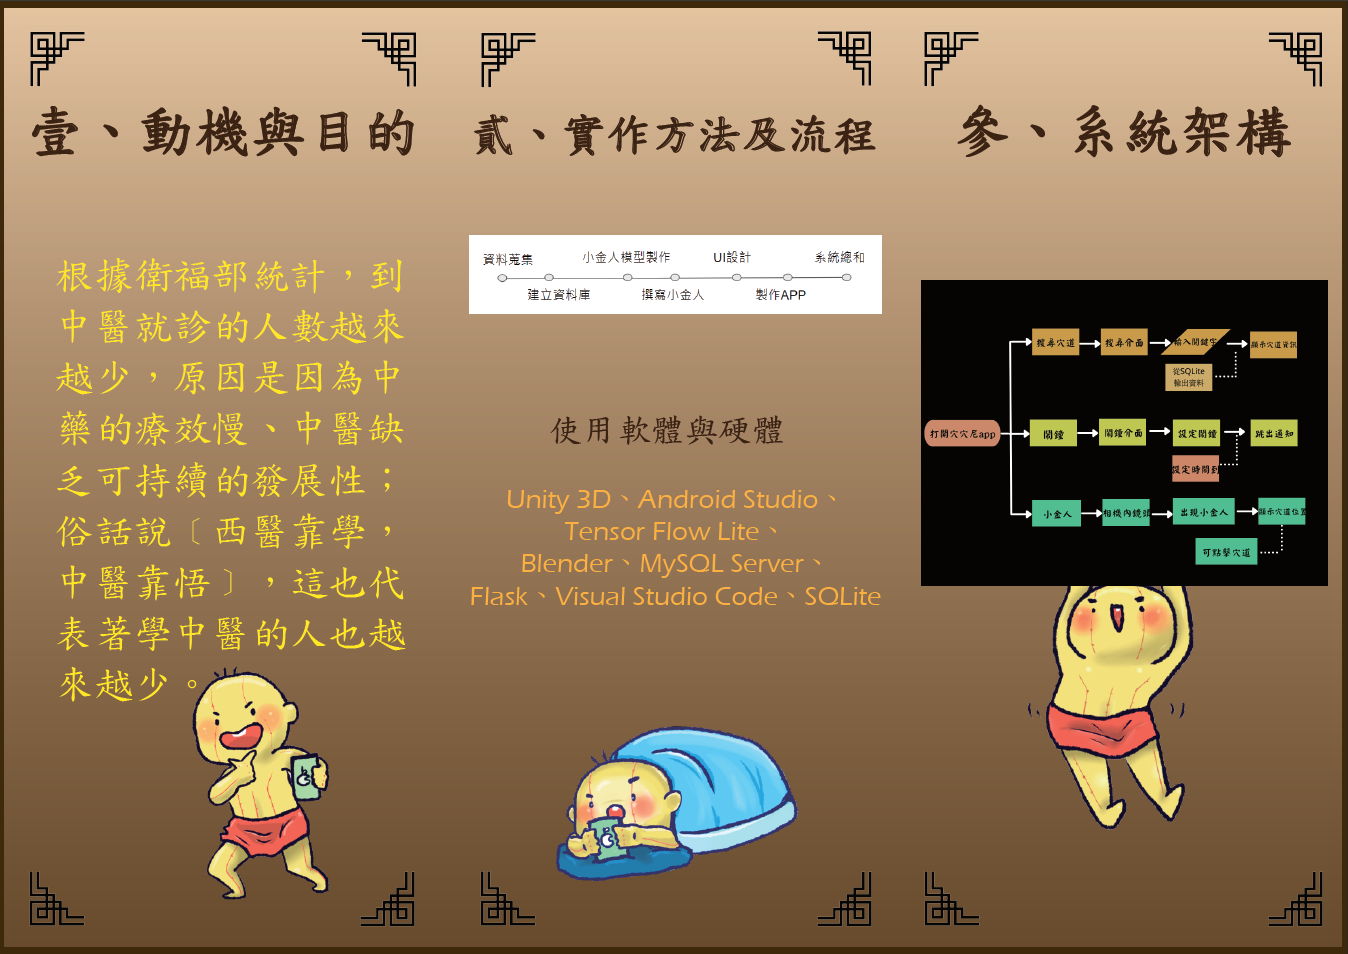 壹、動機與目的
根據衛福部統計，到
中醫就診的人數越來
越少，原因是因為中
藥的療效慢、中醫缺
乏可持續的發展性；
俗話說〔西醫靠學，
中醫靠悟〕，這也代
表著學中醫的人也越
來越少。
貳、實作方法及流程
資料蒐集
建立資料庫
小金人模型製作
撰寫小金人
UI設計
製作APP
系統總和
使用軟體與硬體
Unity 3D、Android Studio、
Tensor Flow Lite、
Blender、MySQL Server、
Flask、Visual Studio Code、SQLite
參、系統架構
打開穴穴尼app
搜尋穴道
搜尋介面
輸入關鍵字
顯示穴道資訊
從SQLite
輸出資料
鬧鐘
鬧鐘介面
設定鬧鐘
跳出通知
設定時間到
小金人
相機內鏡頭
出現小金人
顯示穴道位置
可點擊穴道